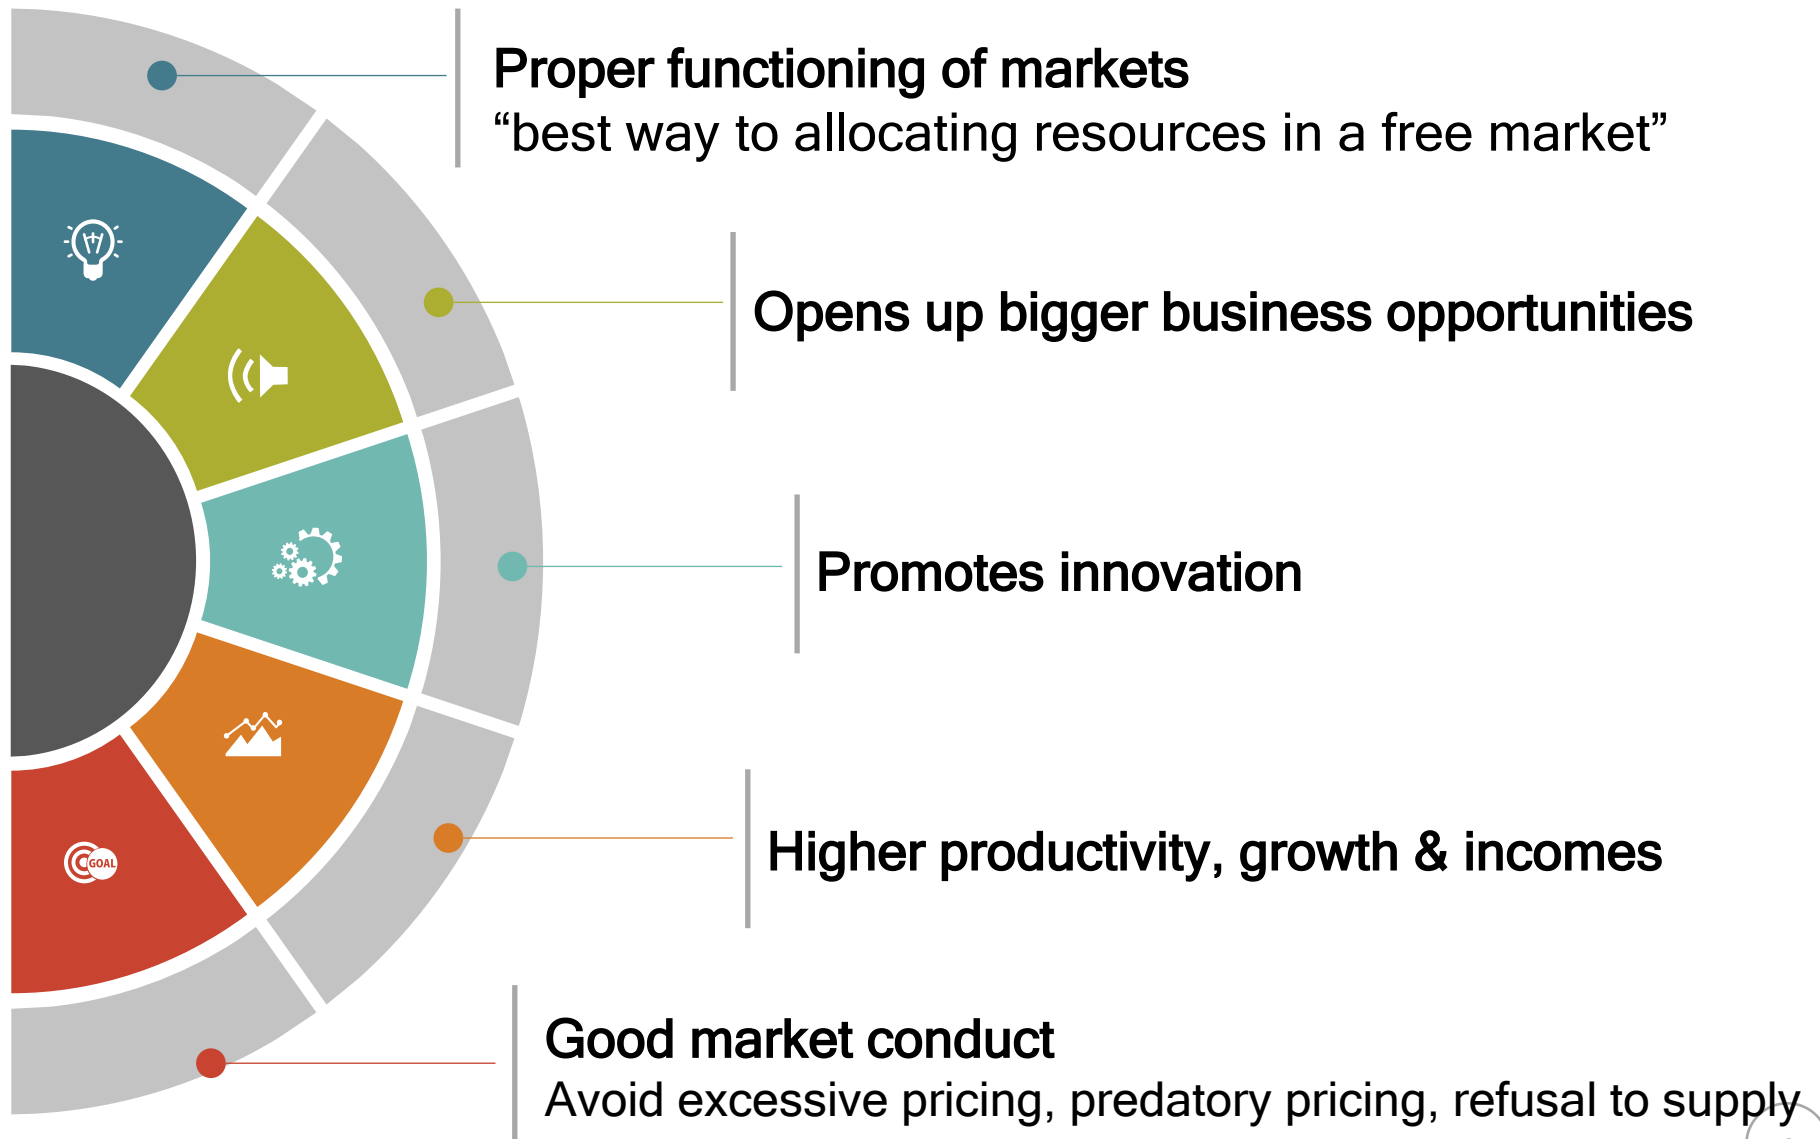 Proper functioning of markets
“best way to allocating resources in a free market”
Opens up bigger business opportunities
Promotes innovation
Higher productivity, growth & incomes
GOAL
Good market conduct
Avoid excessive pricing, predatory pricing, refusal to supply